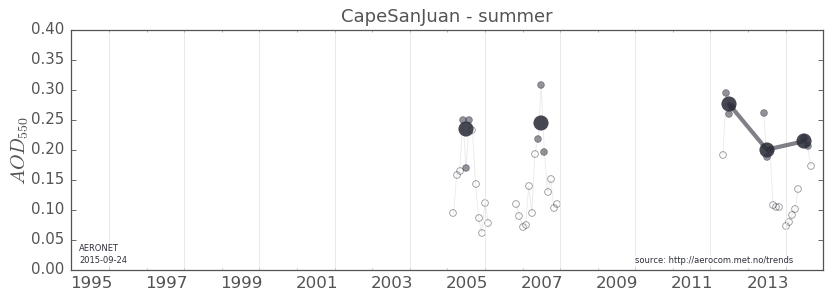 CapeSanJuan - summer
0.40
0.35
0.30
0.25
0.20
0.15
0.10
0.05
0.00
AOD550
AERONET
2015-09-24
source: http://aerocom.met.no/trends
1995 1997 1999 2001 2003 2005 2007 2009 2011 2013